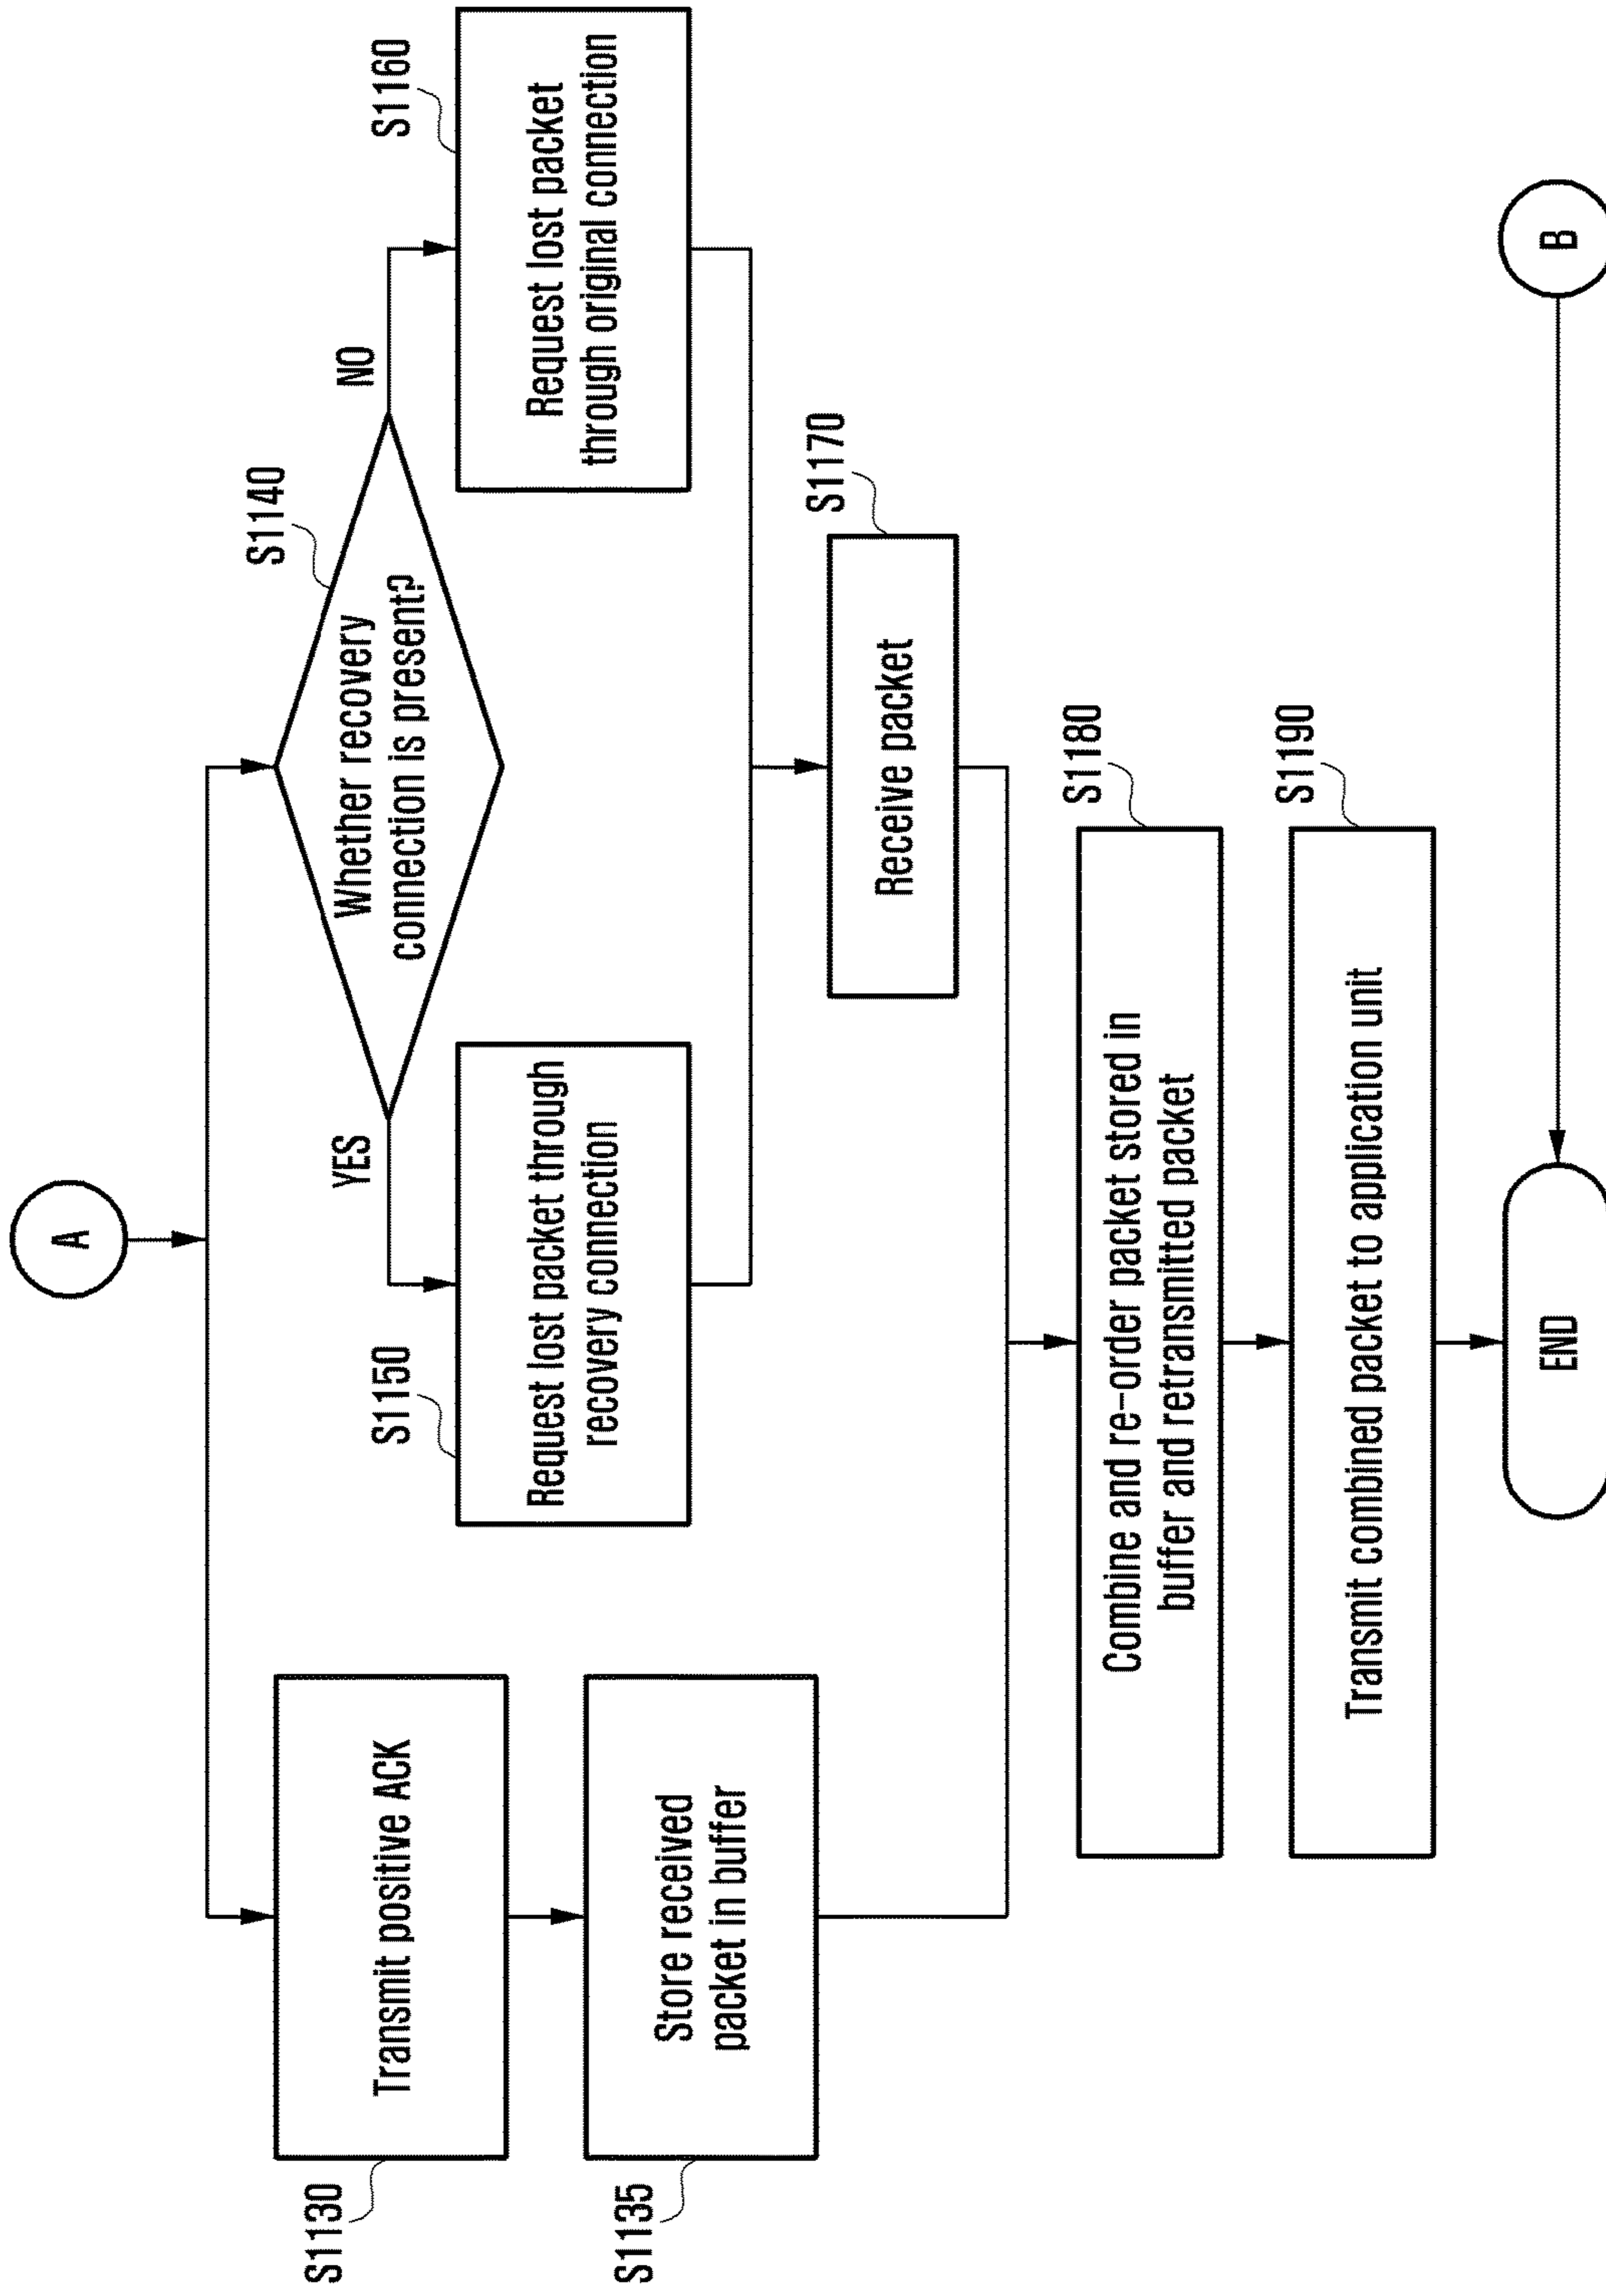 A
S1130
Transmit positive ACK
S1135
Store received
packet in buffer
S1140
Whether recovery
connection is present?
YES
NO
S1150
Request lost packet through
recovery connection
S1160
Request lost packet
through original connection
S1170
Receive packet
S1180
Combine and re-order packet stored in
buffer and retransmitted packet
S1190
Transmit combined packet to application unit
END
B